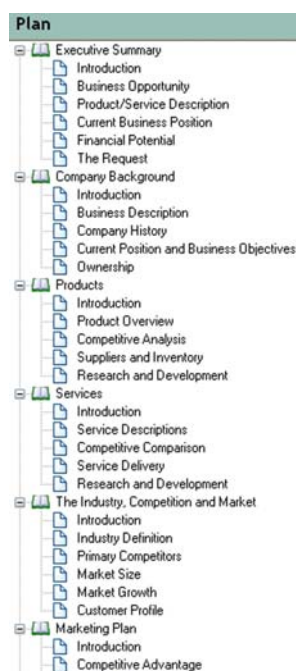 Plan
Executive Summary
Introduction
Business Opportunity
Product/Service Description
Current Business Position
Financial Potential
The Request
Company Background
Introduction
Business Description
Company History
Current Position and Business Objectives
Ownership
Products
Introduction
Product Overview
Competitive Analysis
Suppliers and Inventory
Research and Development
Services
Introduction
Service Descriptions
Competitive Comparison
Service Delivery
Research and Development
The Industry, Competition and Market
Introduction
Industry Definition
Primary Competitors
Market Size
Market Growth
Customer Profile
Marketing Plan
Introduction
Competitive Advantage